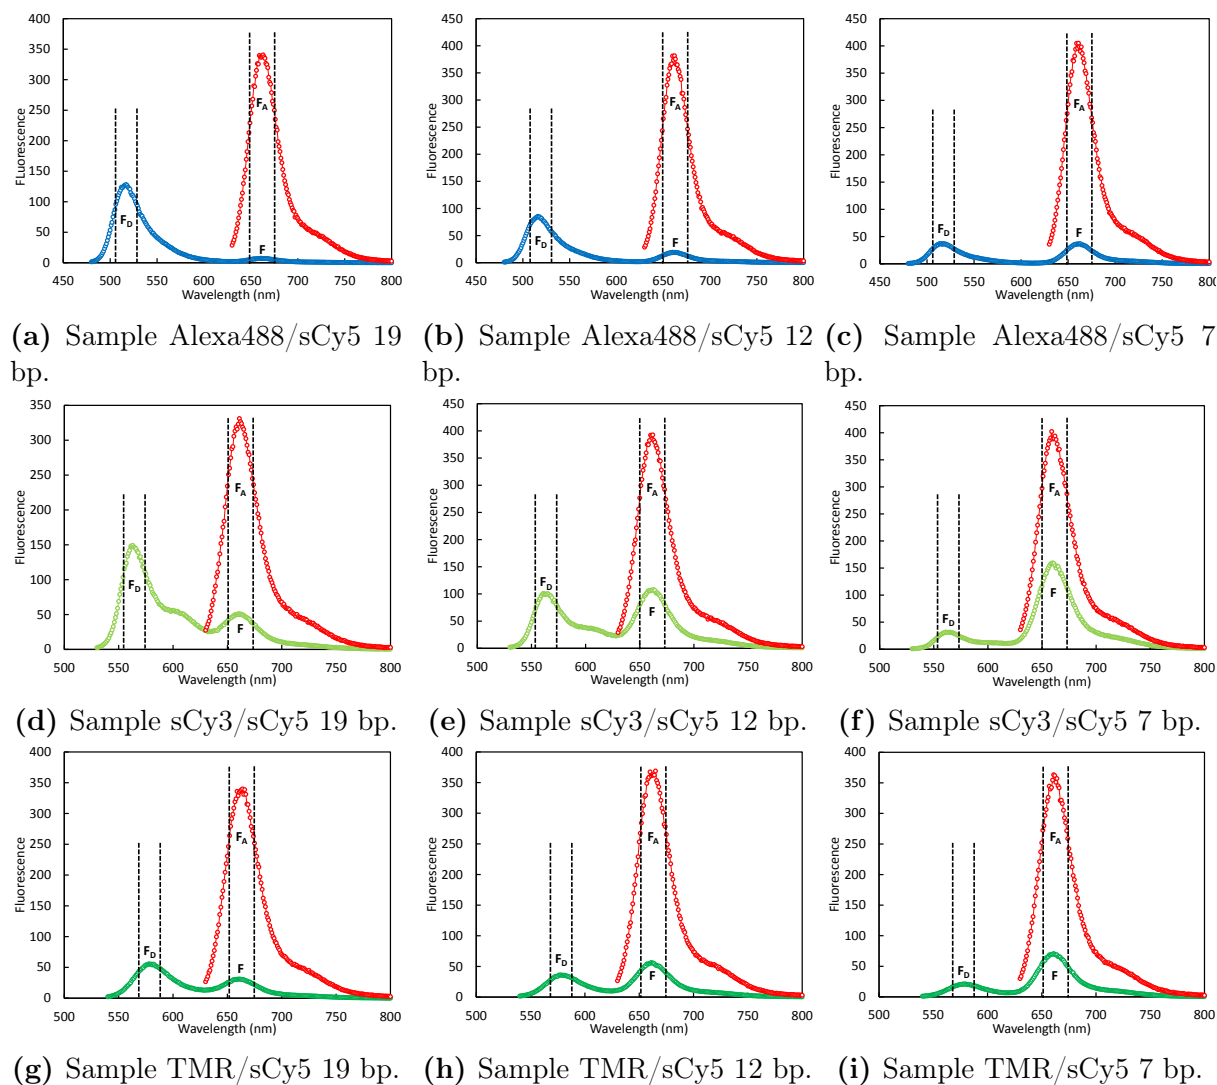 Fluorescence
400
350
300
250
200
150
100
50
0
F_D
F_A
F
450 500 550 600 650 700 750 800
Wavelength (nm)
Fluorescence
450
400
350
300
250
200
150
100
50
0
F_D
F_A
F
450 500 550 600 650 700 750 800
Wavelength (nm)
Fluorescence
450
400
350
300
250
200
150
100
50
0
F_D
F_A
F
450 500 550 600 650 700 750 800
Wavelength (nm)
(a) Sample Alexa488/sCy5 19
bp.
(b) Sample Alexa488/sCy5 12
bp.
(c) Sample Alexa488/sCy5 7
bp.
Fluorescence
350
300
250
200
150
100
50
0
F_D
F_A
F
500 550 600 650 700 750 800
Wavelength (nm)
Fluorescence
450
400
350
300
250
200
150
100
50
0
F_D
F_A
F
500 550 600 650 700 750 800
Wavelength (nm)
Fluorescence
450
400
350
300
250
200
150
100
50
0
F_D
F_A
F
500 550 600 650 700 750 800
Wavelength (nm)
(d) Sample sCy3/sCy5 19 bp.
(e) Sample sCy3/sCy5 12 bp.
(f) Sample sCy3/sCy5 7 bp.
Fluorescence
400
350
300
250
200
150
100
50
0
F_D
F_A
F
500 550 600 650 700 750 800
Wavelength (nm)
Fluorescence
400
350
300
250
200
150
100
50
0
F_D
F_A
F
500 550 600 650 700 750 800
Wavelength (nm)
Fluorescence
400
350
300
250
200
150
100
50
0
F_D
F_A
F
500 550 600 650 700 750 800
Wavelength (nm)
(g) Sample TMR/sCy5 19 bp.
(h) Sample TMR/sCy5 12 bp.
(i) Sample TMR/sCy5 7 bp.